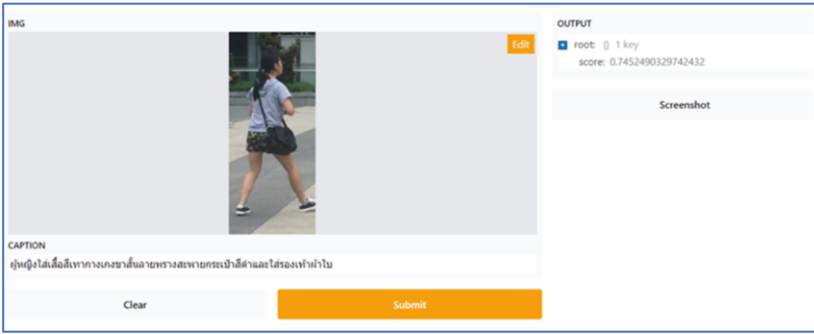 IMG
Edit
CAPTION
ผู้หญิงใส่เสื้อสีเทากางเกงขาสั้นลายพรางสะพายกระเป๋าสีดำและใส่รองเท้าผ้าใบ
Clear
Submit
OUTPUT
root: [] 1 key
score: 0.7452490329742432
Screenshot